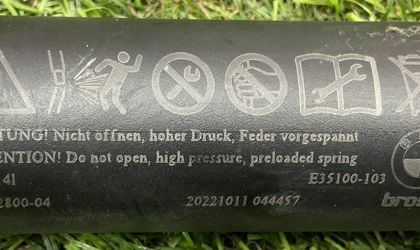 TUNG! Nicht öffnen, hoher Druck, Feder vorgespannt
ENTION! Do not open, high pressure, preloaded spring
41 E35100-103
2800-04 20221011 044457 bros